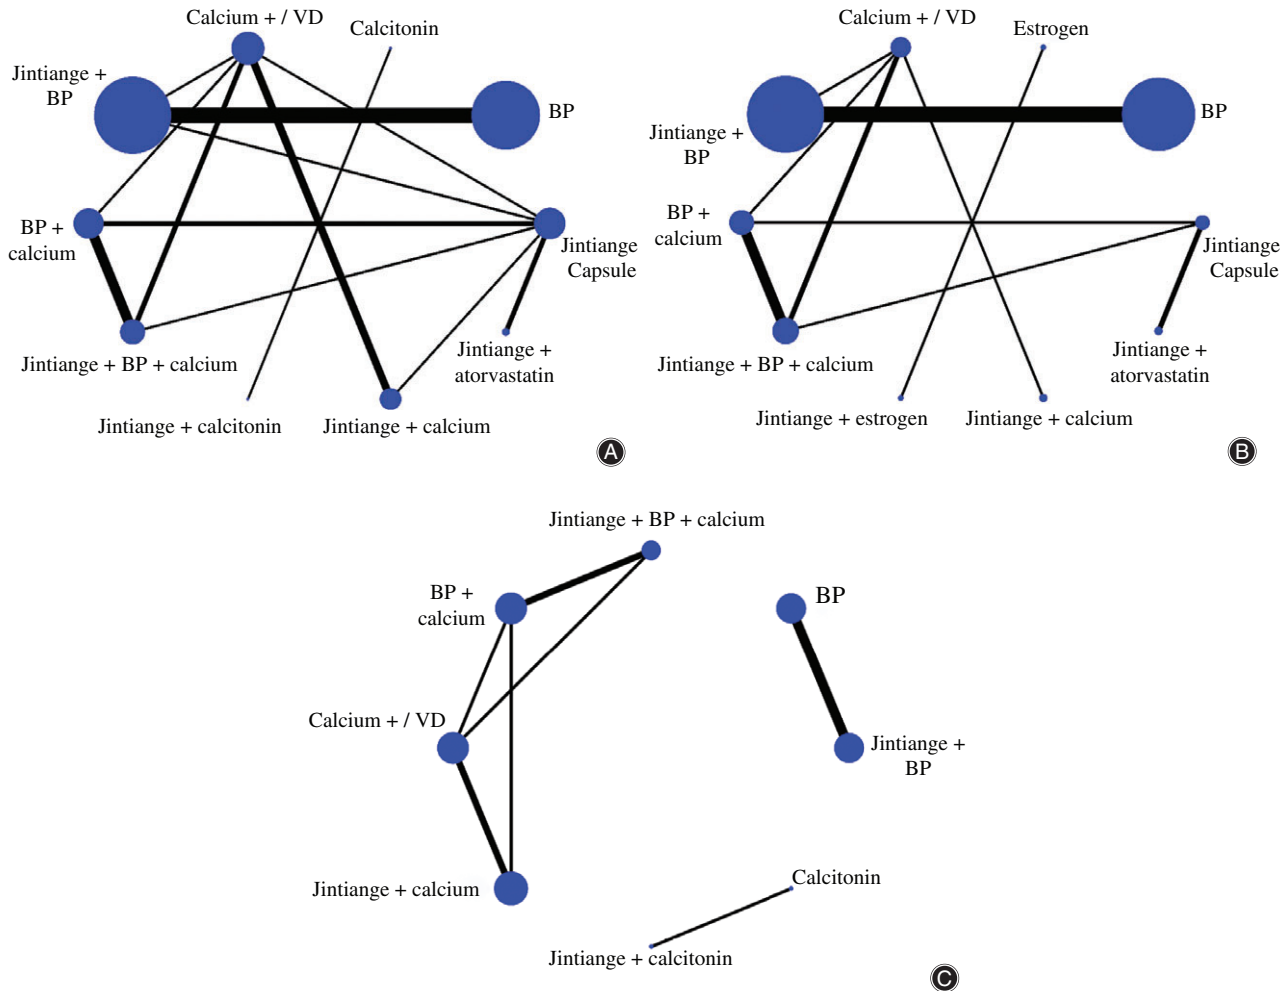 Calcium + / VD
Calcitonin
Jintiange +
BP
BP
BP +
calcium
Jintiange
Capsule
Jintiange + BP + calcium
Jintiange +
atorvastatin
Jintiange + calcitonin
Jintiange + calcium
A
Calcium + / VD
Estrogen
Jintiange +
BP
BP
BP +
calcium
Jintiange
Capsule
Jintiange + BP + calcium
Jintiange +
atorvastatin
Jintiange + estrogen
Jintiange + calcium
B
Jintiange + BP + calcium
BP +
calcium
BP
Calcium + / VD
Jintiange +
BP
Jintiange + calcium
Calcitonin
Jintiange + calcitonin
C